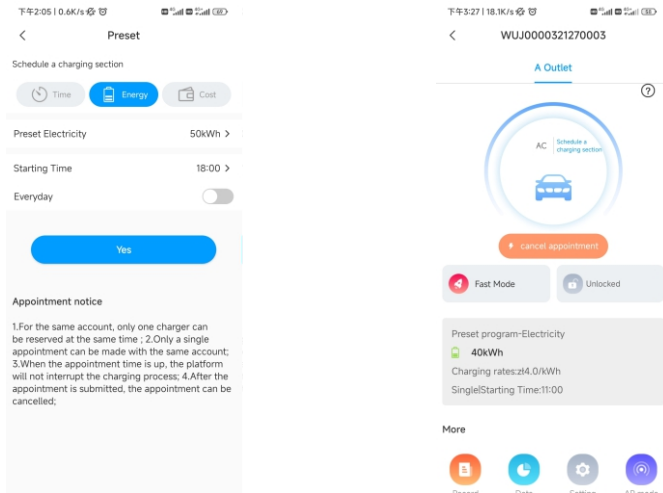 下午2:05 | 0.6K/s
Preset
Schedule a charging section
Time
Energy
Cost
Preset Electricity
50kWh >
Starting Time
18:00 >
Everyday
Yes
Appointment notice
1.For the same account, only one charger can
be reserved at the same time ; 2.Only a single
appointment can be made with the same account;
3.When the appointment time is up, the platform
will not interrupt the charging process; 4.After the
appointment is submitted, the appointment can be
cancelled;
下午3:27 | 18.1K/s
WUJ0000321270003
A Outlet
?
AC
Schedule a
charging section
cancel appointment
Fast Mode
Unlocked
Preset program-Electricity
40kWh
Charging rates:zł4.0/kWh
Single|Starting Time:11:00
More